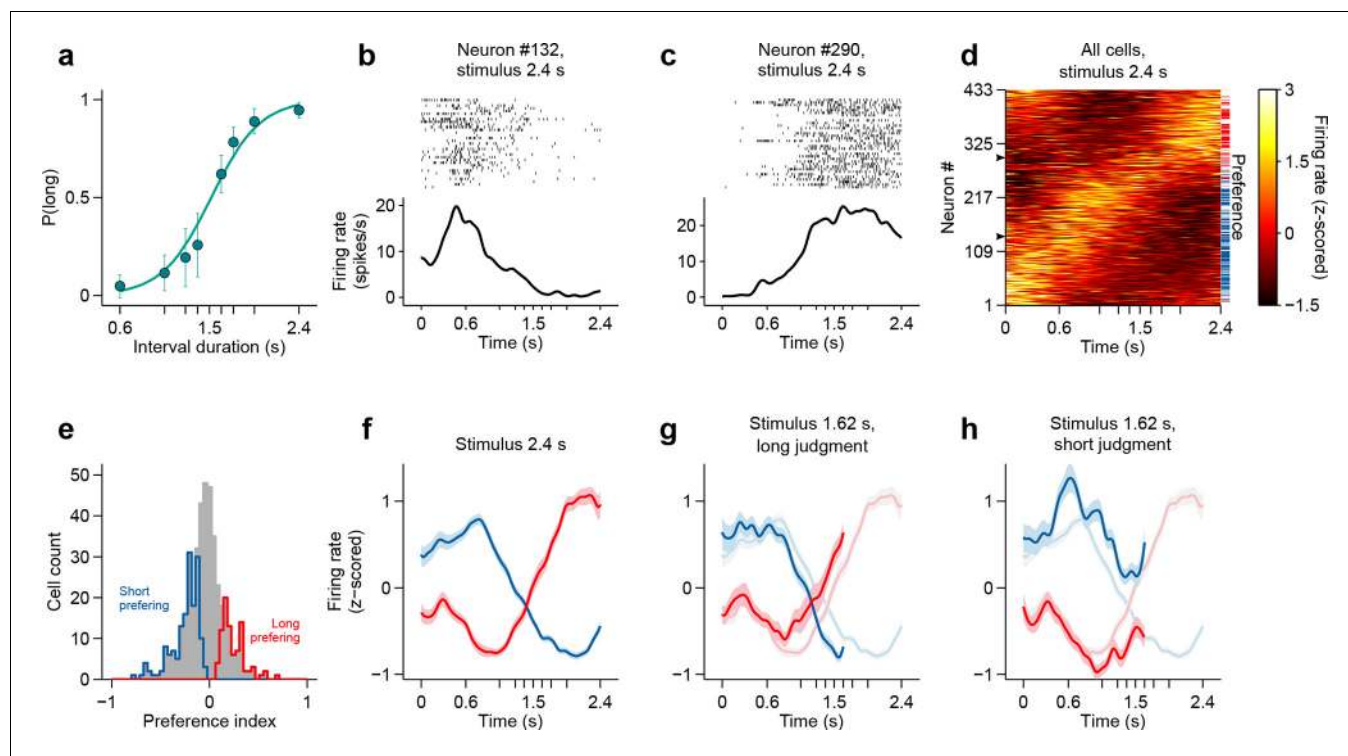 a
P(long)
1
0.5
0
0.6
1.5
2.4
Interval duration (s)
b
Neuron #132,
stimulus 2.4 s
Firing rate
(spikes/s)
20
10
0
0
0.6
1.5
2.4
Time (s)
c
Neuron #290,
stimulus 2.4 s
20
10
0
0
0.6
1.5
2.4
Time (s)
d
All cells,
stimulus 2.4 s
Neuron #
433
325
217
109
1
0
0.6
1.5
2.4
Time (s)
Preference
3
1.5
0
−1.5
Firing rate (z-scored)
e
Cell count
50
40
30
20
10
0
Short
prefering
Long
prefering
−1
0
1
Preference index
f
Stimulus 2.4 s
Firing rate
(z-scored)
1
0
−1
0
0.6
1.5
2.4
Time (s)
g
Stimulus 1.62 s,
long judgment
1
0
−1
0
0.6
1.5
2.4
Time (s)
h
Stimulus 1.62 s,
short judgment
1
0
−1
0
0.6
1.5
2.4
Time (s)